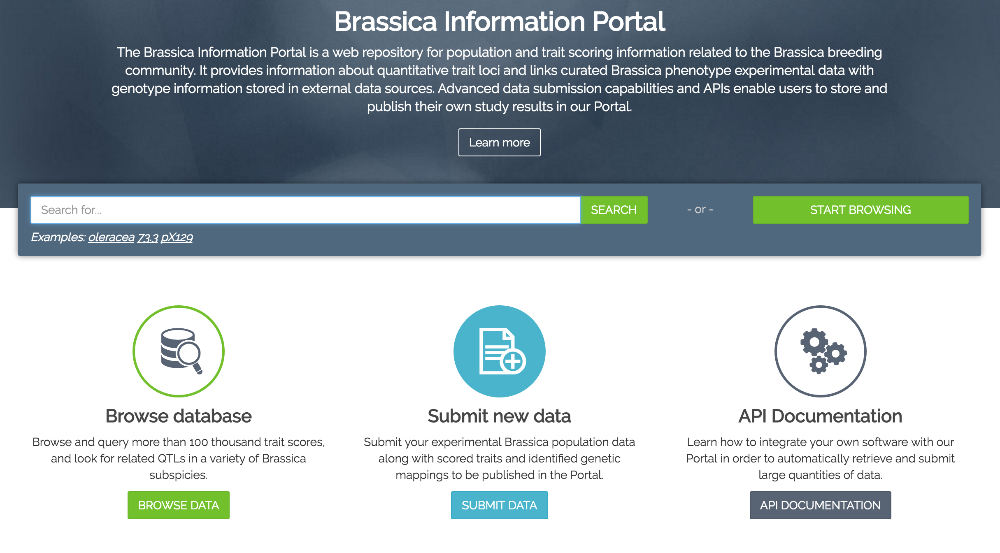 Brassica Information Portal
The Brassica Information Portal is a web repository for population and trait scoring information related to the Brassica breeding
community. It provides information about quantitative trait loci and links curated Brassica phenotype experimental data with
genotype information stored in external data sources. Advanced data submission capabilities and APIs enable users to store and
publish their own study results in our Portal.
Learn more
Search for...
SEARCH
- or -
START BROWSING
Examples: oleracea 73.3 pX129
Browse database
Browse and query more than 100 thousand trait scores,
and look for related QTLs in a variety of Brassica
subspicies.
BROWSE DATA
Submit new data
Submit your experimental Brassica population data
along with scored traits and identified genetic
mappings to be published in the Portal.
SUBMIT DATA
API Documentation
Learn how to integrate your own software with our
Portal in order to automatically retrieve and submit
large quantities of data.
API DOCUMENTATION